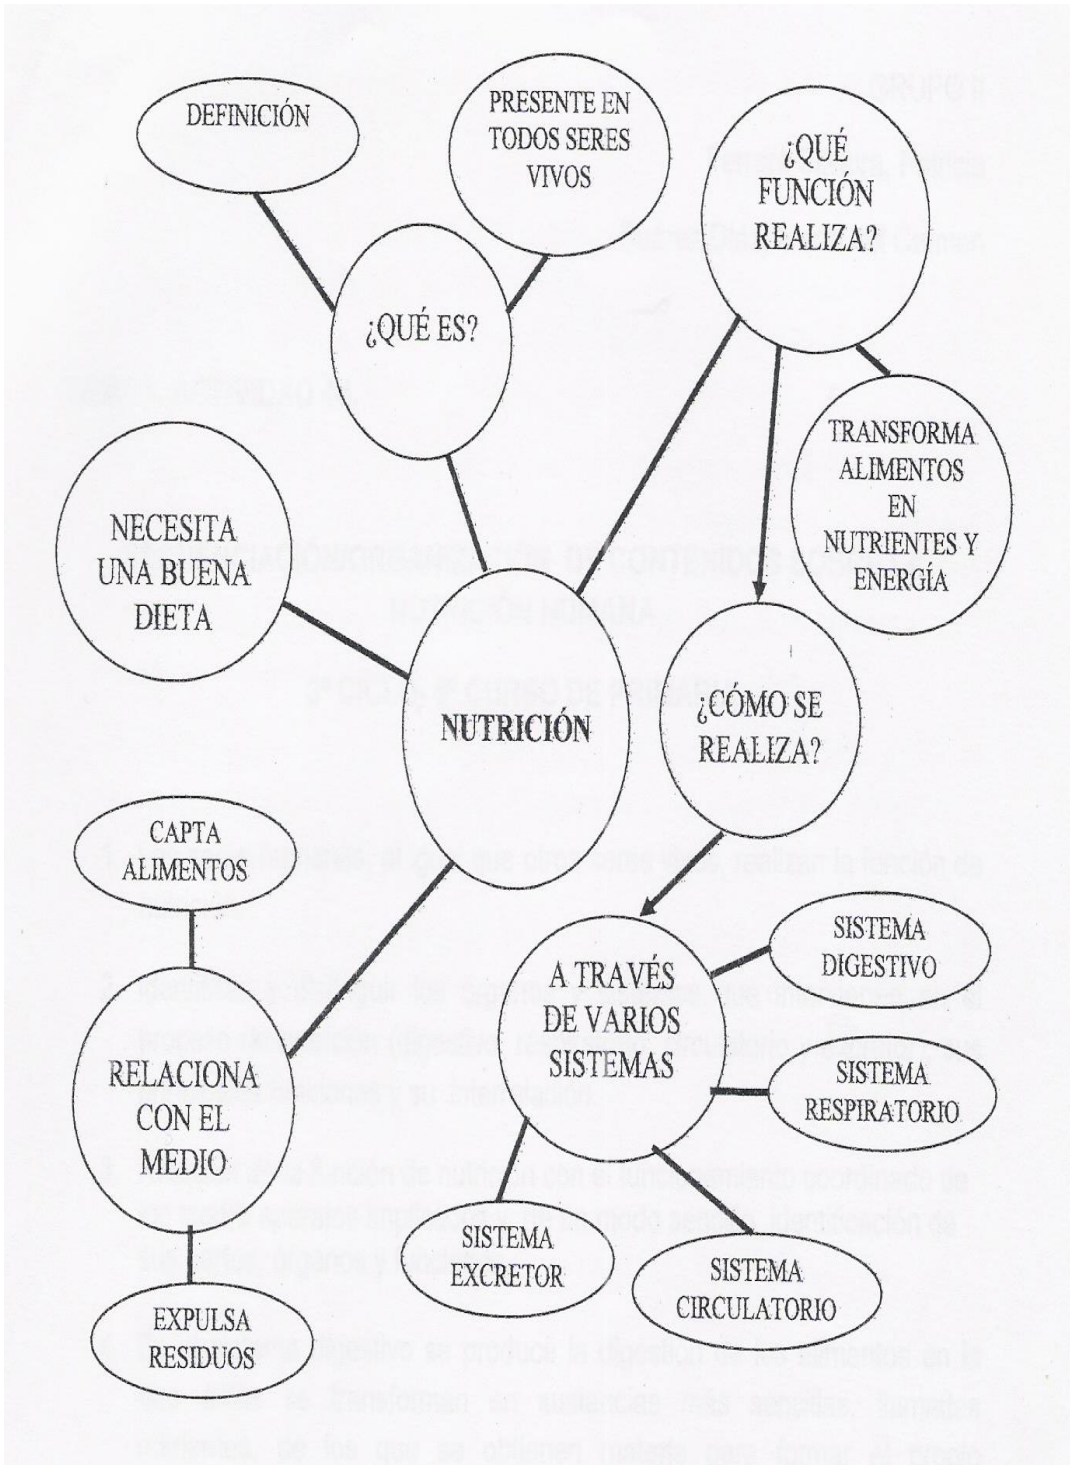 DEFINICIÓN
PRESENTE EN
TODOS SERES
VIVOS
¿QUÉ
FUNCIÓN
REALIZA?
¿QUÉ ES?
TRANSFORMA
ALIMENTOS
EN
NUTRIENTES Y
ENERGÍA
NECESITA
UNA BUENA
DIETA
NUTRICIÓN
¿CÓMO SE
REALIZA?
CAPTA
ALIMENTOS
A TRAVÉS
DE VARIOS
SISTEMAS
SISTEMA
DIGESTIVO
RELACIONA
CON EL
MEDIO
SISTEMA
RESPIRATORIO
SISTEMA
EXCRETOR
SISTEMA
CIRCULATORIO
EXPULSA
RESIDUOS